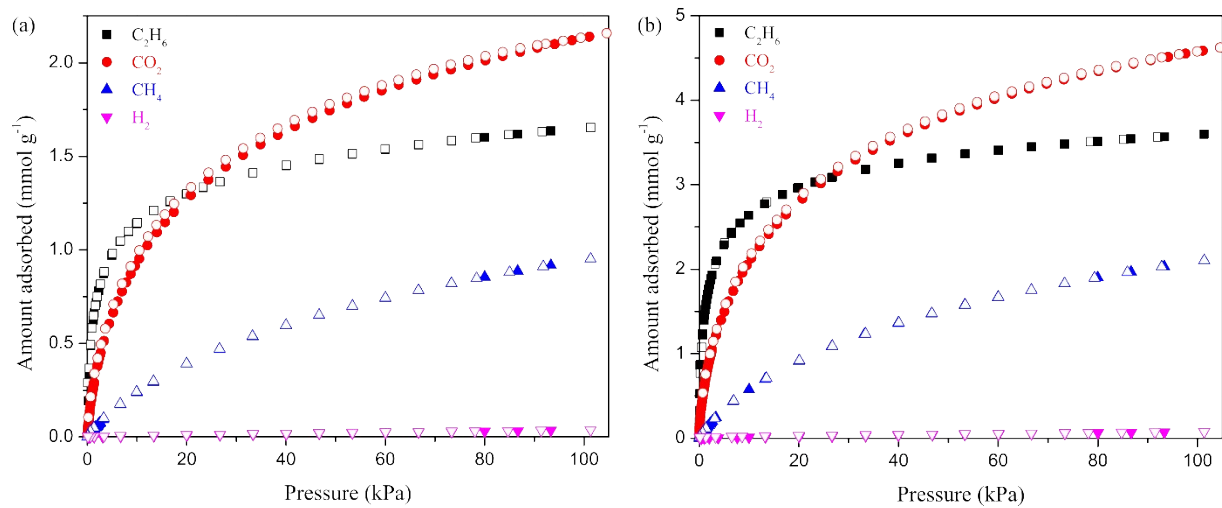 (a)
C₂H₆
CO₂
CH₄
H₂
Amount adsorbed (mmol g⁻¹)
2.0
1.5
1.0
0.5
0.0
0 20 40 60 80 100
Pressure (kPa)
(b)
C₂H₆
CO₂
CH₄
H₂
Amount adsorbed (mmol g⁻¹)
5
4
3
2
1
0
0 20 40 60 80 100
Pressure (kPa)